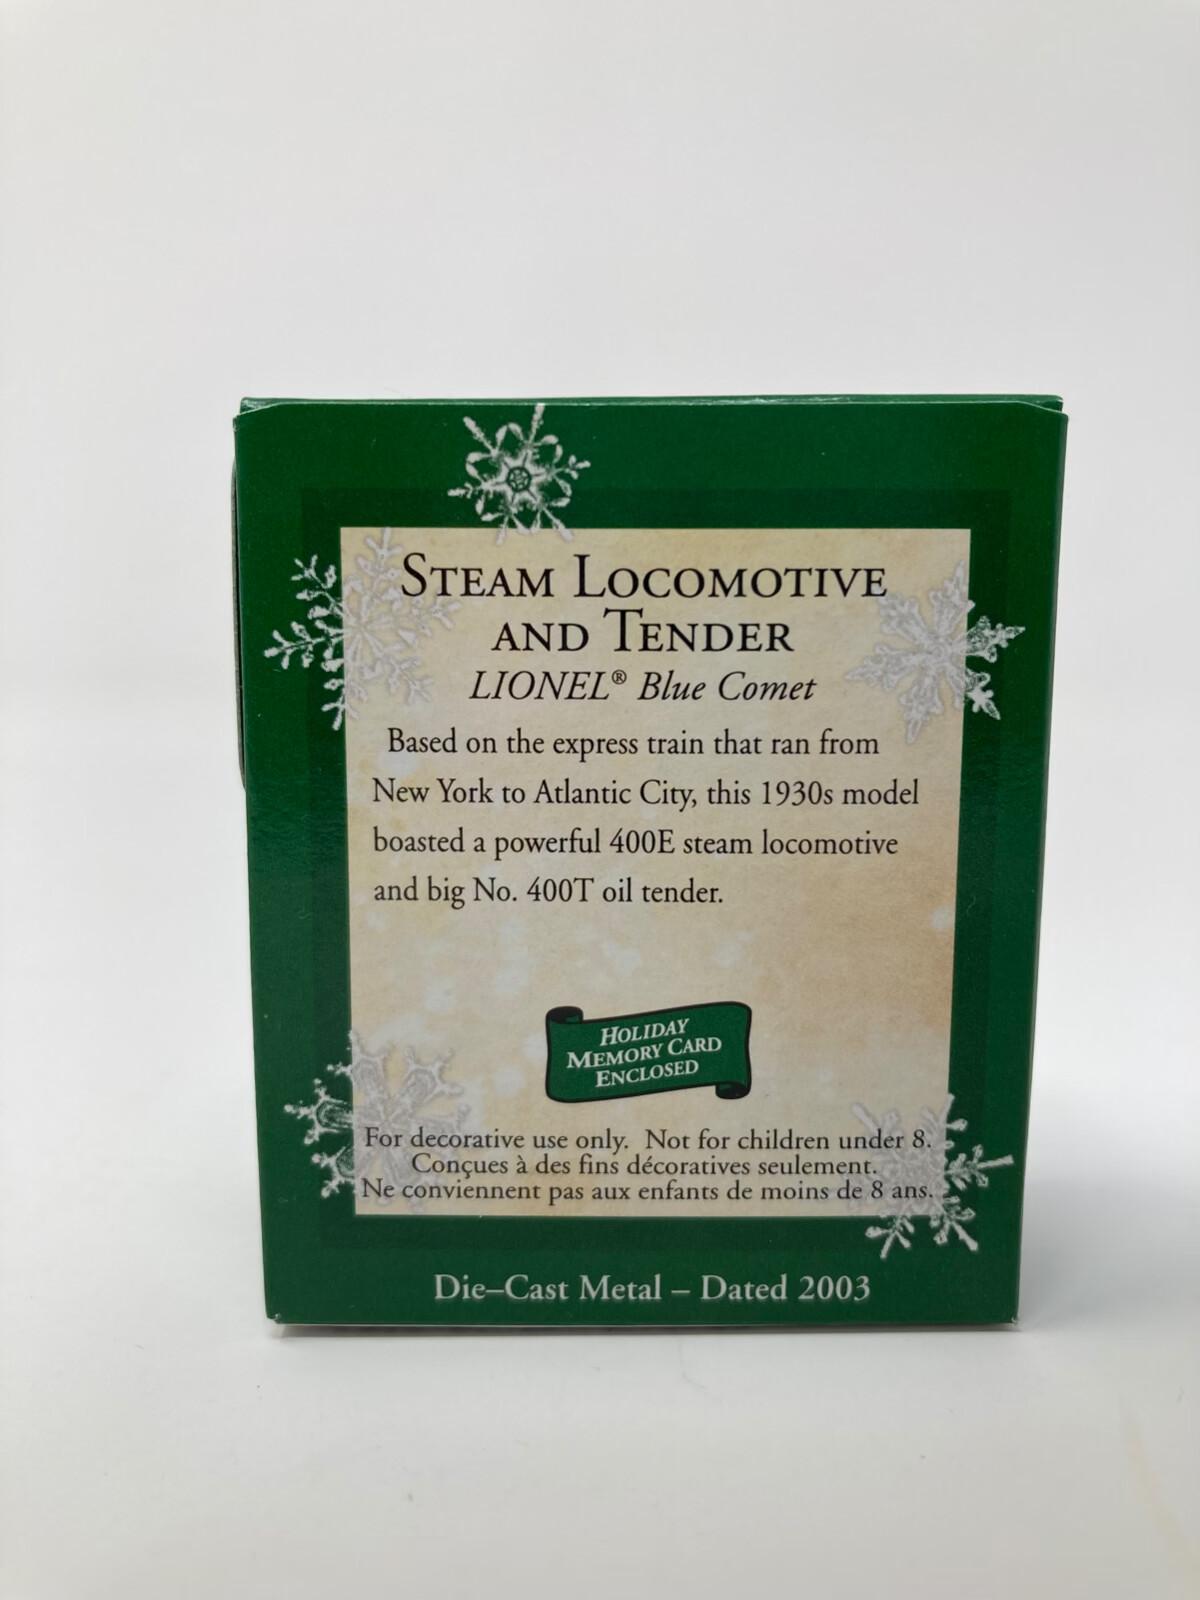 STEAM LOCOMOTIVE
AND TENDER
LIONEL® Blue Comet
Based on the express train that ran from
New York to Atlantic City, this 1930s model
boasted a powerful 400E steam locomotive
and big No. 400T oil tender.
HOLIDAY
MEMORY CARD
ENCLOSED
For decorative use only. Not for children under 8.
Conçues à des fins décoratives seulement.
Ne conviennent pas aux enfants de moins de 8 ans.
Die–Cast Metal – Dated 2003